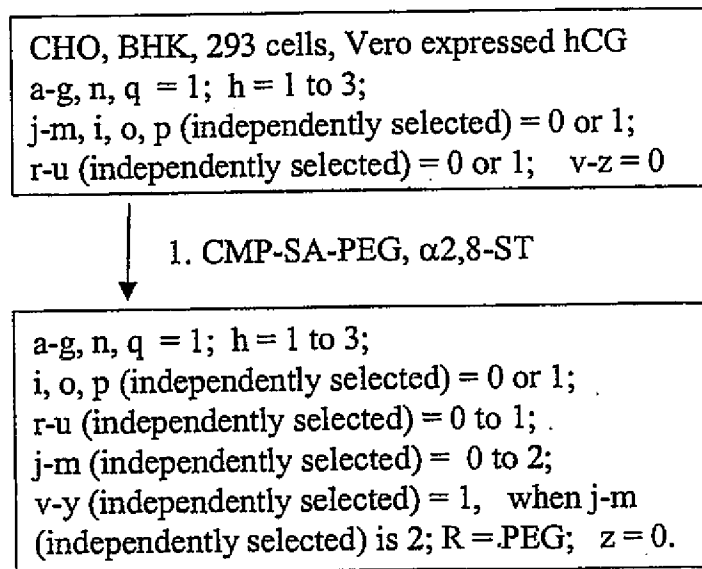 CHO, BHK, 293 cells, Vero expressed hCG
a-g, n, q = 1; h = 1 to 3;
j-m, i, o, p (independently selected) = 0 or 1;
r-u (independently selected) = 0 or 1; v-z = 0
1. CMP-SA-PEG, α2,8-ST
a-g, n, q = 1; h = 1 to 3;
i, o, p (independently selected) = 0 or 1;
r-u (independently selected) = 0 to 1;
j-m (independently selected) = 0 to 2;
v-y (independently selected) = 1, when j-m
(independently selected) is 2; R = PEG; z = 0.